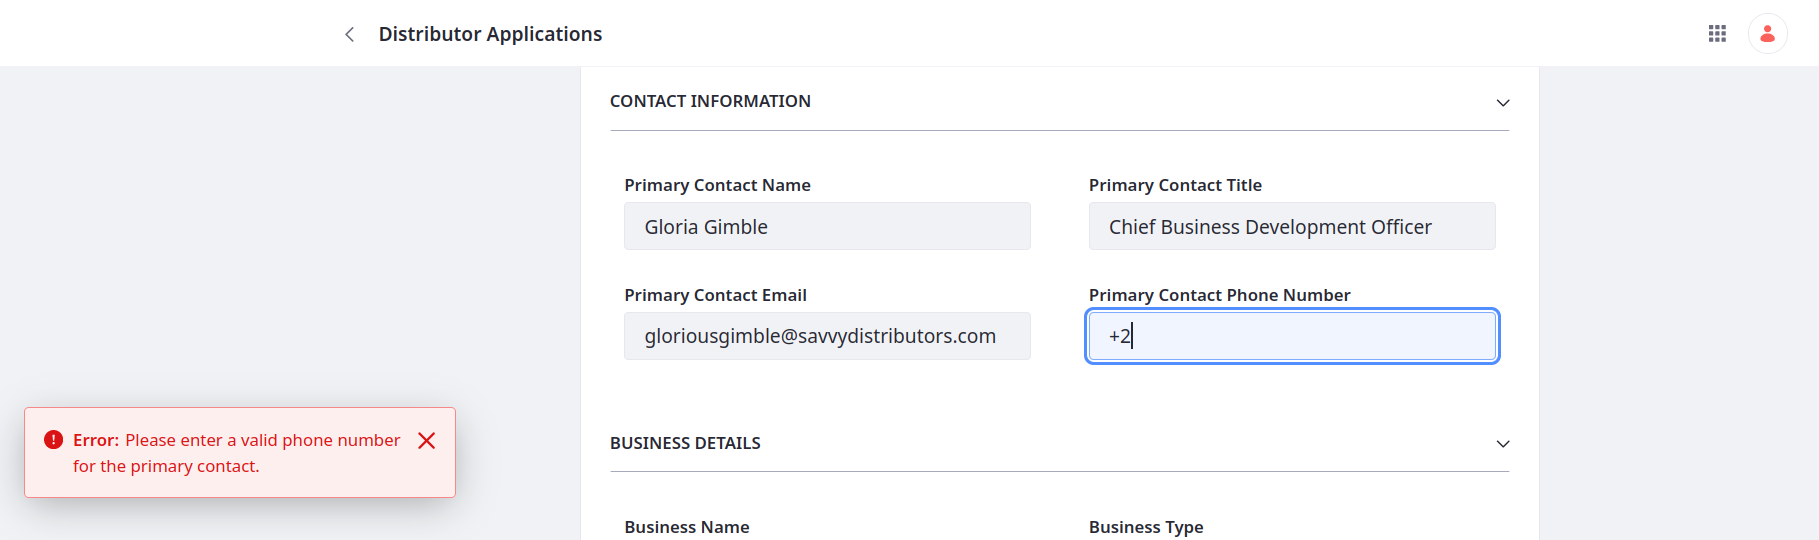 Distributor Applications
CONTACT INFORMATION
Primary Contact Name
Primary Contact Title
Gloria Gimble
Chief Business Development Officer
Primary Contact Email
Primary Contact Phone Number
gloriousgimble@savvydistributors.com
+2
Error: Please enter a valid phone number
for the primary contact.
BUSINESS DETAILS
Business Name
Business Type